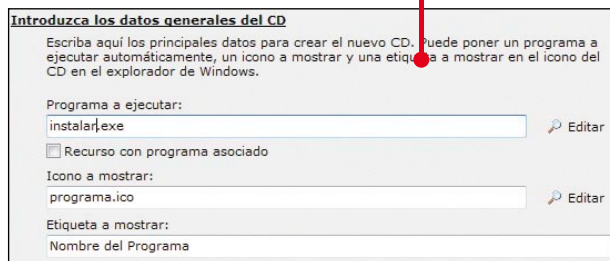 Introduzca los datos generales del CD
Escriba aquí los principales datos para crear el nuevo CD. Puede poner un programa a
ejecutar automáticamente, un icono a mostrar y una etiqueta a mostrar en el icono del
CD en el explorador de Windows.
Programa a ejecutar:
instalar.exe
Editar
Recurso con programa asociado
Icono a mostrar:
programa.ico
Editar
Etiqueta a mostrar:
Nombre del Programa